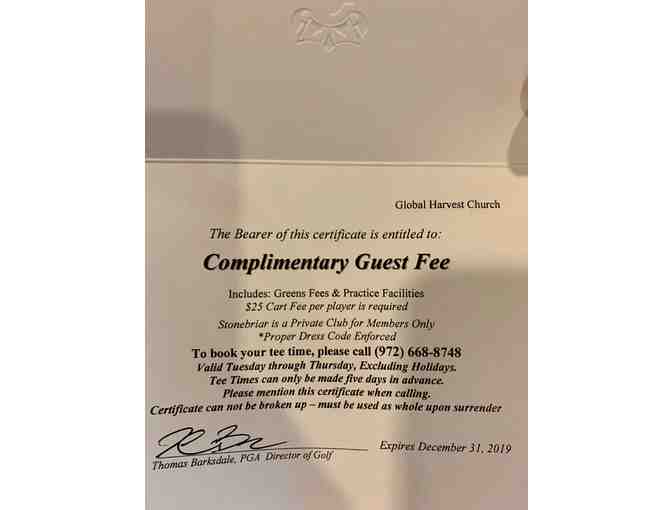 Global Harvest Church
The Bearer of this certificate is entitled to:
Complimentary Guest Fee
Includes: Greens Fees & Practice Facilities
$25 Cart Fee per player is required
Stonebriar is a Private Club for Members Only
*Proper Dress Code Enforced
To book your tee time, please call (972) 668-8748
Valid Tuesday through Thursday, Excluding Holidays.
Tee Times can only be made five days in advance.
Please mention this certificate when calling.
Certificate can not be broken up – must be used as whole upon surrender
Expires December 31, 2019
Thomas Barksdale, PGA Director of Golf